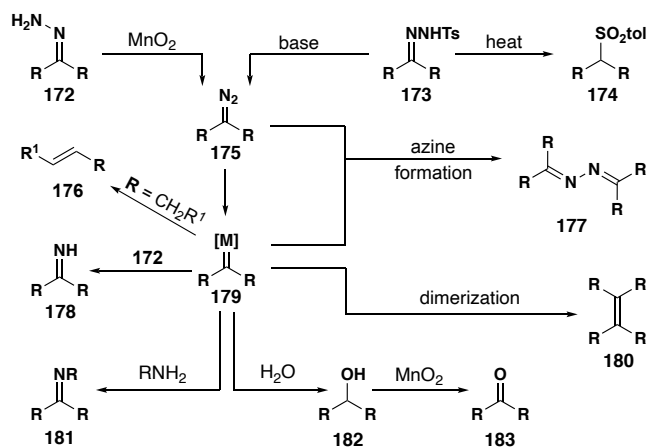 H₂N
N
R R
172
MnO₂
base
NNHTs
R R
173
heat
SO₂tol
R R
174
N₂
R R
175
R¹
R
176
R = CH₂R¹
azine
formation
R
R
N N
R
R
177
[M]
R R
179
172
NH
R R
178
dimerization
R R
R R
180
NR
R R
181
RNH₂
H₂O
OH
R R
182
MnO₂
O
R R
183